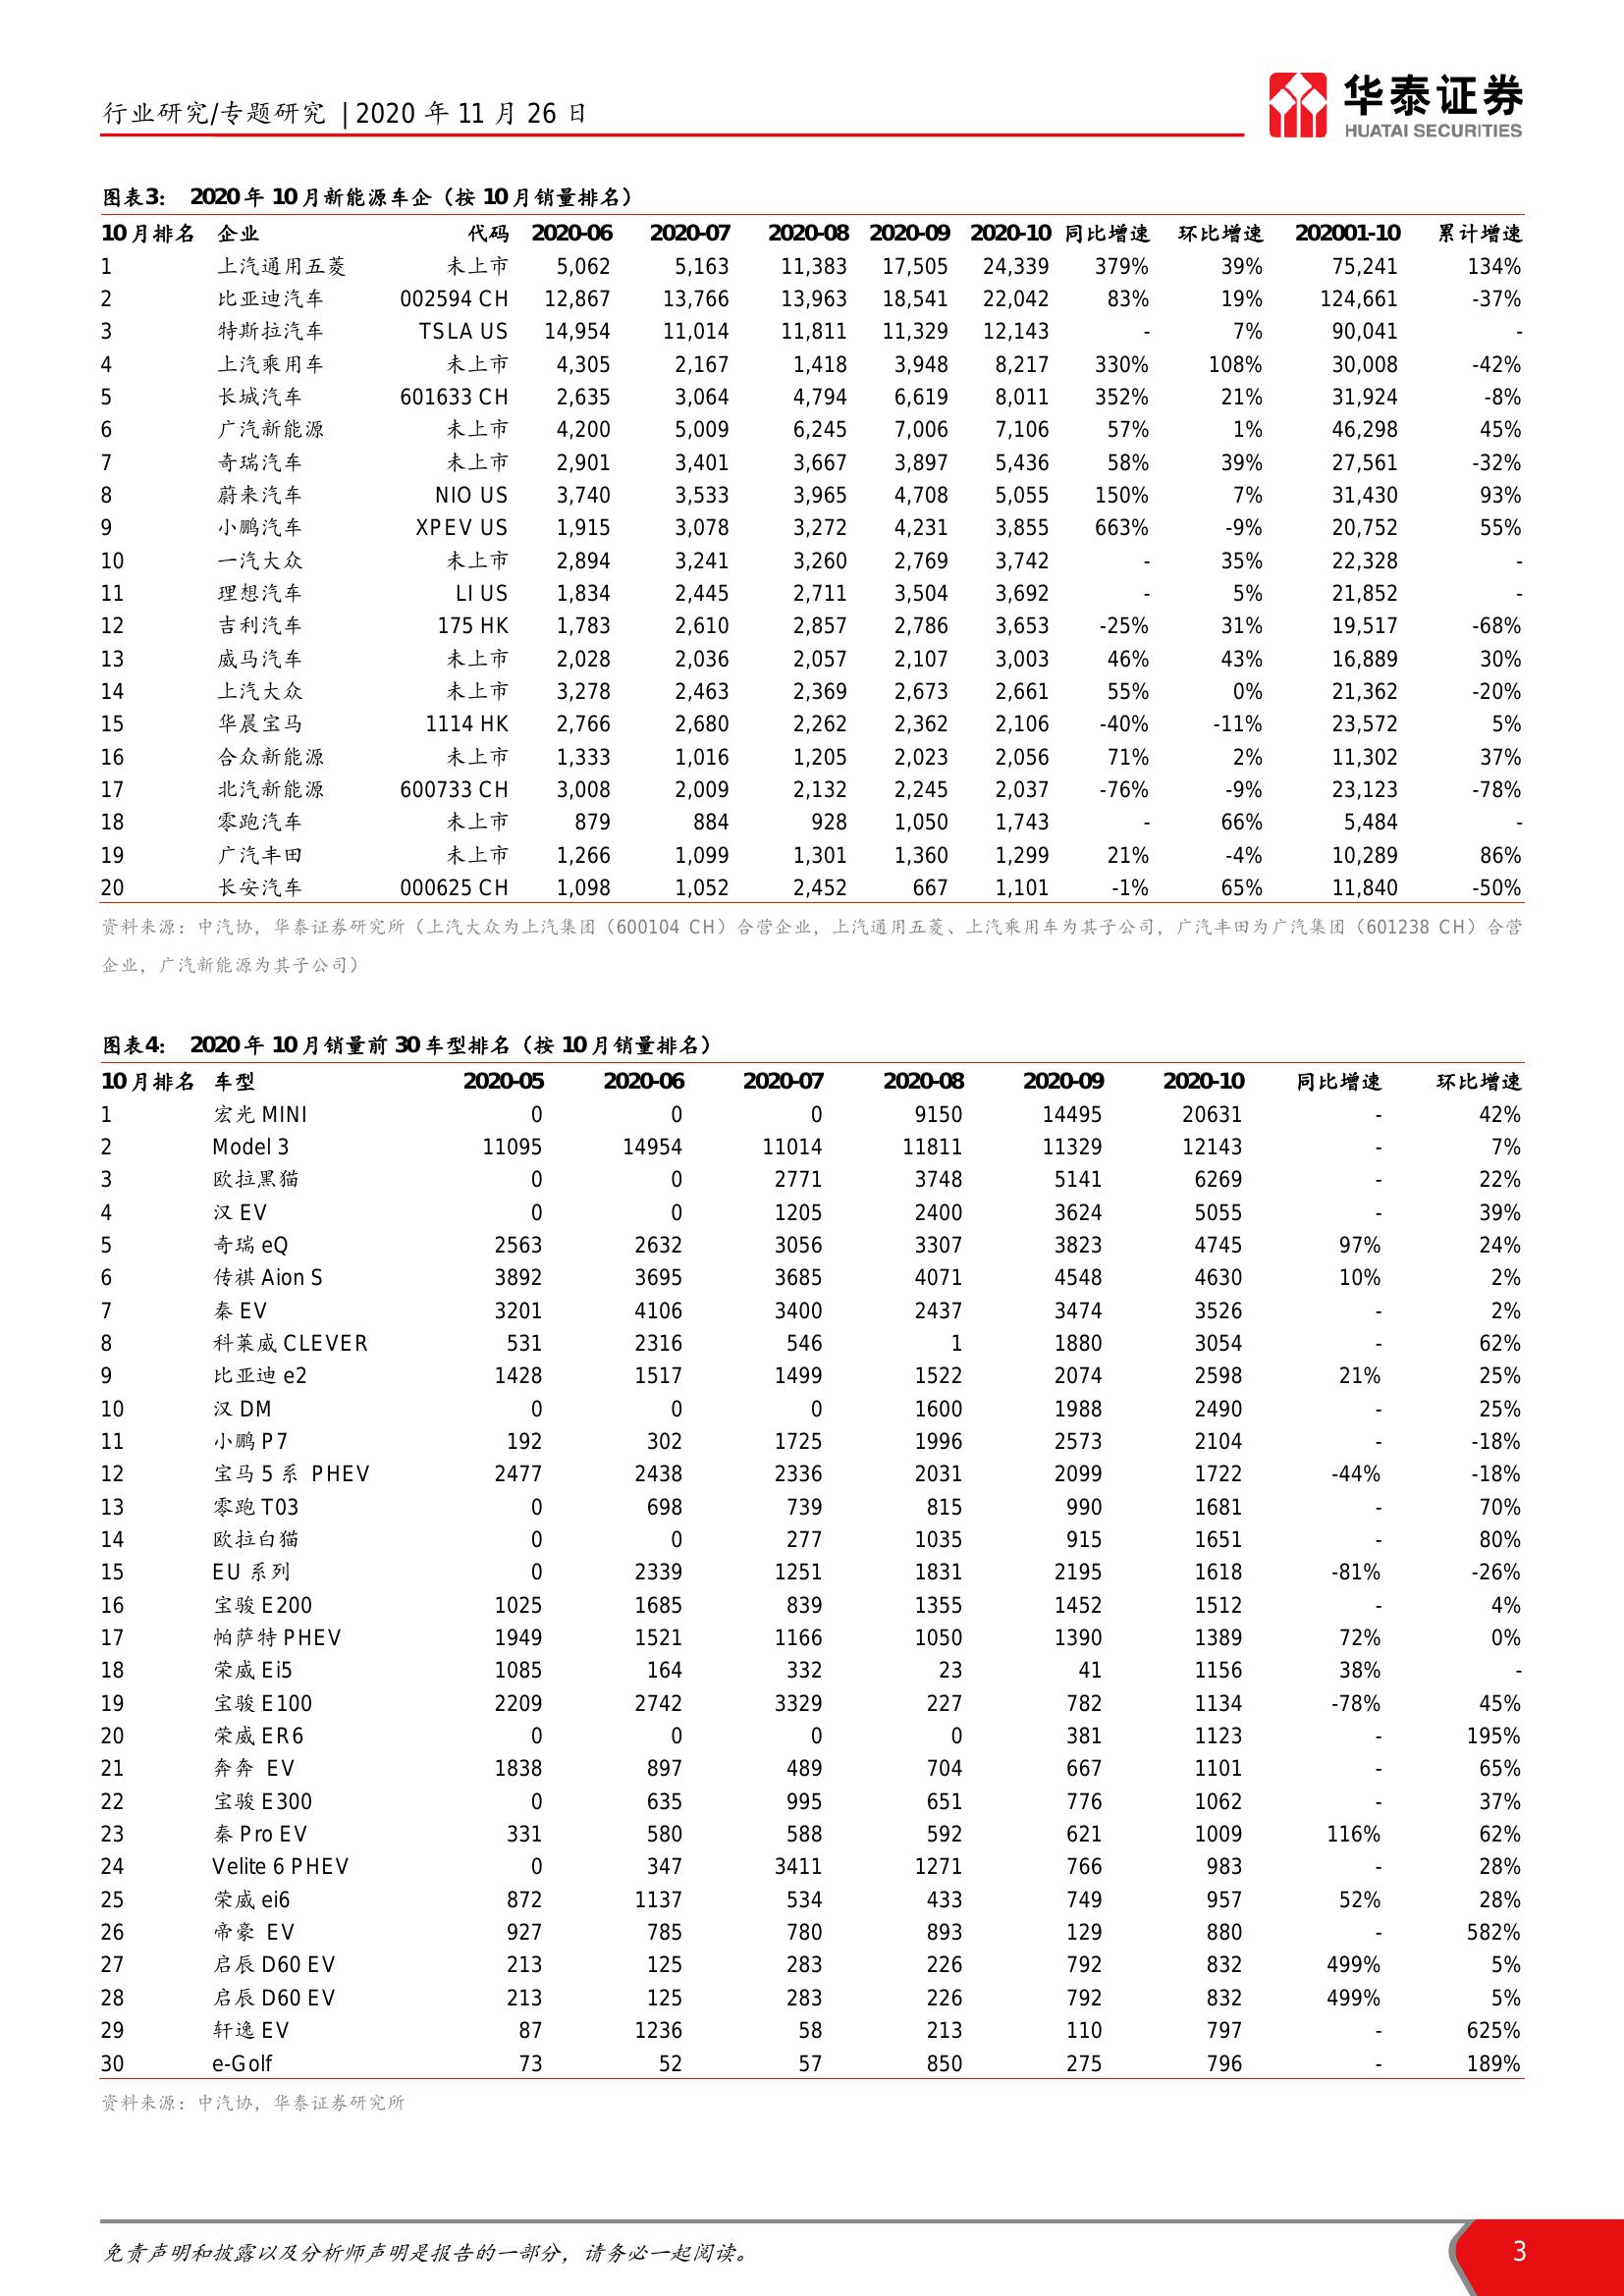 行业研究/专题研究 | 2020 年 11 月 26 日
华泰证券
HUATAI SECURITIES
图表3: 2020 年 10 月新能源车企（按 10 月销量排名）
10 月排名 企业 代码 2020-06 2020-07 2020-08 2020-09 2020-10 同比增速 环比增速 202001-10 累计增速
1 上汽通用五菱 未上市 5,062 5,163 11,383 17,505 24,339 379% 39% 75,241 134%
2 比亚迪汽车 002594 CH 12,867 13,766 13,963 18,541 22,042 83% 19% 124,661 -37%
3 特斯拉汽车 TSLA US 14,954 11,014 11,811 11,329 12,143 - 7% 90,041 -
4 上汽乘用车 未上市 4,305 2,167 1,418 3,948 8,217 330% 108% 30,008 -42%
5 长城汽车 601633 CH 2,635 3,064 4,794 6,619 8,011 352% 21% 31,924 -8%
6 广汽新能源 未上市 4,200 5,009 6,245 7,006 7,106 57% 1% 46,298 45%
7 奇瑞汽车 未上市 2,901 3,401 3,667 3,897 5,436 58% 39% 27,561 -32%
8 蔚来汽车 NIO US 3,740 3,533 3,965 4,708 5,055 150% 7% 31,430 93%
9 小鹏汽车 XPEV US 1,915 3,078 3,272 4,231 3,855 663% -9% 20,752 55%
10 一汽大众 未上市 2,894 3,241 3,260 2,769 3,742 - 35% 22,328 -
11 理想汽车 LI US 1,834 2,445 2,711 3,504 3,692 - 5% 21,852 -
12 吉利汽车 175 HK 1,783 2,610 2,857 2,786 3,653 -25% 31% 19,517 -68%
13 威马汽车 未上市 2,028 2,036 2,057 2,107 3,003 46% 43% 16,889 30%
14 上汽大众 未上市 3,278 2,463 2,369 2,673 2,661 55% 0% 21,362 -20%
15 华晨宝马 1114 HK 2,766 2,680 2,262 2,362 2,106 -40% -11% 23,572 5%
16 合众新能源 未上市 1,333 1,016 1,205 2,023 2,056 71% 2% 11,302 37%
17 北汽新能源 600733 CH 3,008 2,009 2,132 2,245 2,037 -76% -9% 23,123 -78%
18 零跑汽车 未上市 879 884 928 1,050 1,743 - 66% 5,484 -
19 广汽丰田 未上市 1,266 1,099 1,301 1,360 1,299 21% -4% 10,289 86%
20 长安汽车 000625 CH 1,098 1,052 2,452 667 1,101 -1% 65% 11,840 -50%
资料来源：中汽协，华泰证券研究所（上汽大众为上汽集团（600104 CH）合营企业，上汽通用五菱、上汽乘用车为其子公司，广汽丰田为广汽集团（601238 CH）合营
企业，广汽新能源为其子公司）
图表4: 2020 年 10 月销量前 30 车型排名（按 10 月销量排名）
10 月排名 车型 2020-05 2020-06 2020-07 2020-08 2020-09 2020-10 同比增速 环比增速
1 宏光 MINI 0 0 0 9150 14495 20631 - 42%
2 Model 3 11095 14954 11014 11811 11329 12143 - 7%
3 欧拉黑猫 0 0 2771 3748 5141 6269 - 22%
4 汉 EV 0 0 1205 2400 3624 5055 - 39%
5 奇瑞 eQ 2563 2632 3056 3307 3823 4745 97% 24%
6 传祺 Aion S 3892 3695 3685 4071 4548 4630 10% 2%
7 秦 EV 3201 4106 3400 2437 3474 3526 - 2%
8 科莱威 CLEVER 531 2316 546 1 1880 3054 - 62%
9 比亚迪 e2 1428 1517 1499 1522 2074 2598 21% 25%
10 汉 DM 0 0 0 1600 1988 2490 - 25%
11 小鹏 P7 192 302 1725 1996 2573 2104 - -18%
12 宝马 5 系 PHEV 2477 2438 2336 2031 2099 1722 -44% -18%
13 零跑 T03 0 698 739 815 990 1681 - 70%
14 欧拉白猫 0 0 277 1035 915 1651 - 80%
15 EU 系列 0 2339 1251 1831 2195 1618 -81% -26%
16 宝骏 E200 1025 1685 839 1355 1452 1512 - 4%
17 帕萨特 PHEV 1949 1521 1166 1050 1390 1389 72% 0%
18 荣威 Ei5 1085 164 332 23 41 1156 38% -
19 宝骏 E100 2209 2742 3329 227 782 1134 -78% 45%
20 荣威 ER6 0 0 0 0 381 1123 - 195%
21 奔奔 EV 1838 897 489 704 667 1101 - 65%
22 宝骏 E300 0 635 995 651 776 1062 - 37%
23 秦 Pro EV 331 580 588 592 621 1009 116% 62%
24 Velite 6 PHEV 0 347 3411 1271 766 983 - 28%
25 荣威 ei6 872 1137 534 433 749 957 52% 28%
26 帝豪 EV 927 785 780 893 129 880 - 582%
27 启辰 D60 EV 213 125 283 226 792 832 499% 5%
28 启辰 D60 EV 213 125 283 226 792 832 499% 5%
29 轩逸 EV 87 1236 58 213 110 797 - 625%
30 e-Golf 73 52 57 850 275 796 - 189%
资料来源：中汽协，华泰证券研究所
免责声明和披露以及分析师声明是报告的一部分，请务必一起阅读。 3